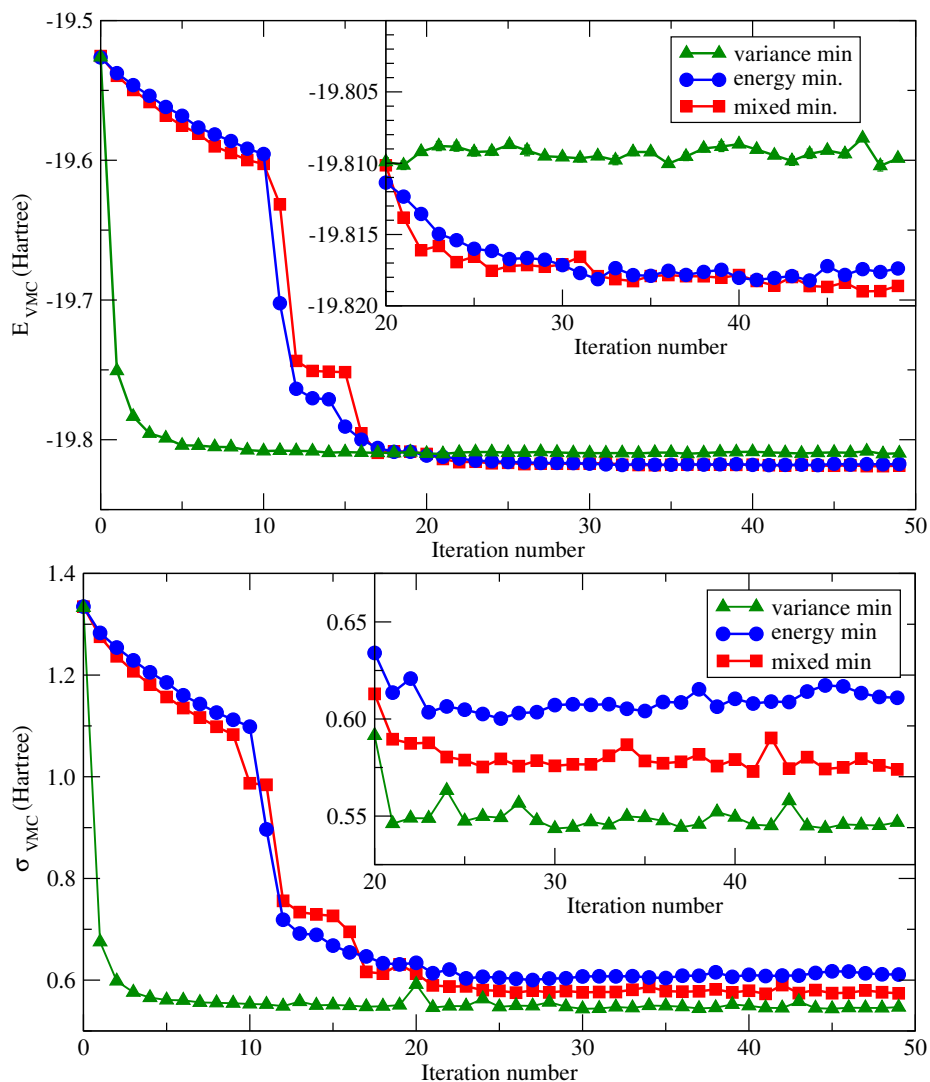 -19.5
-19.6
-19.7
-19.8
E VMC (Hartree)
0
10
20
30
40
50
Iteration number
-19.805
-19.810
-19.815
-19.820
20
30
40
Iteration number
variance min
energy min.
mixed min.
1.4
1.2
1.0
0.8
0.6
σ VMC (Hartree)
0
10
20
30
40
50
Iteration number
0.65
0.60
0.55
20
30
40
Iteration number
variance min
energy min
mixed min